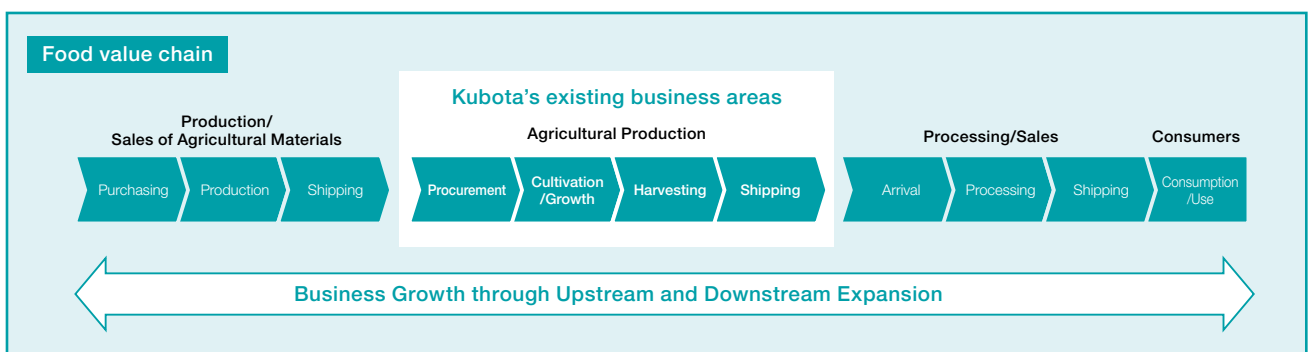 Food value chain
Kubota's existing business areas
Production/
Sales of Agricultural Materials
Agricultural Production
Processing/Sales
Consumers
Purchasing
Production
Shipping
Procurement
Cultivation
/Growth
Harvesting
Shipping
Arrival
Processing
Shipping
Consumption
/Use
Business Growth through Upstream and Downstream Expansion